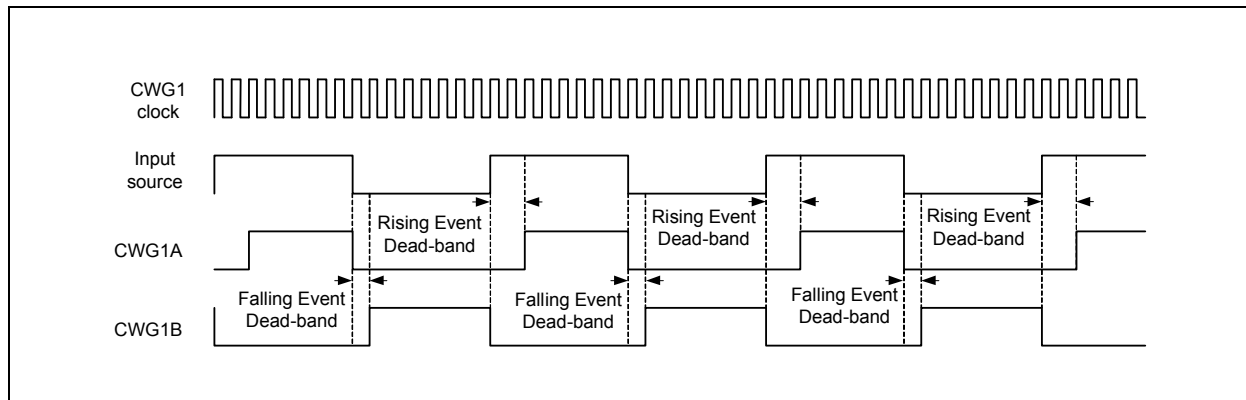 CWG1
clock
Input
source
Rising Event
Dead-band
Rising Event
Dead-band
Rising Event
Dead-band
CWG1A
Falling Event
Dead-band
Falling Event
Dead-band
Falling Event
Dead-band
CWG1B